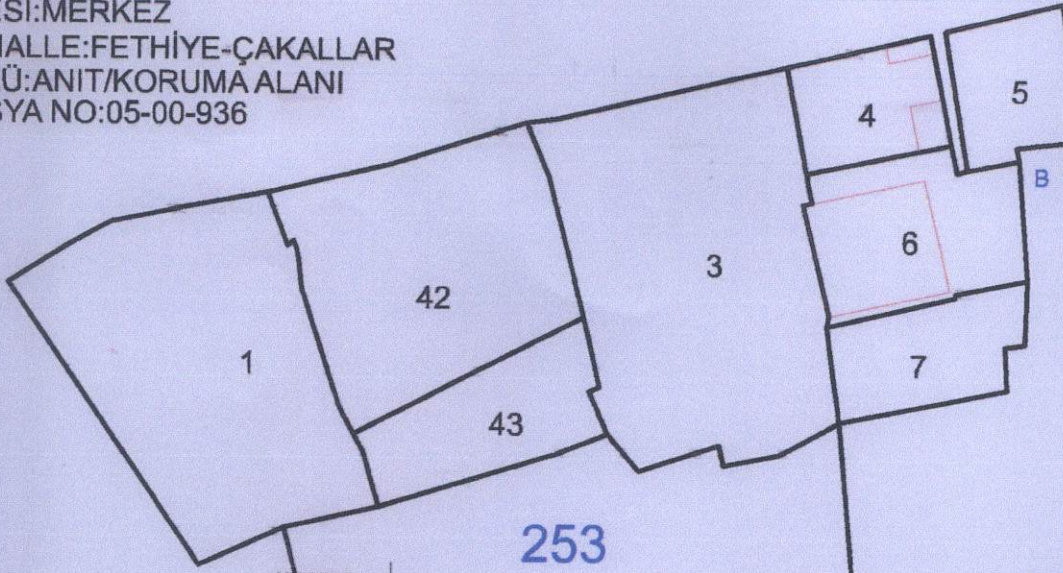 ESİ:MERKEZ
HALLE:FETHİYE-ÇAKALLAR
Ü:ANIT/KORUMA ALANI
SYA NO:05-00-936
5
4
B
6
3
42
1
7
43
253